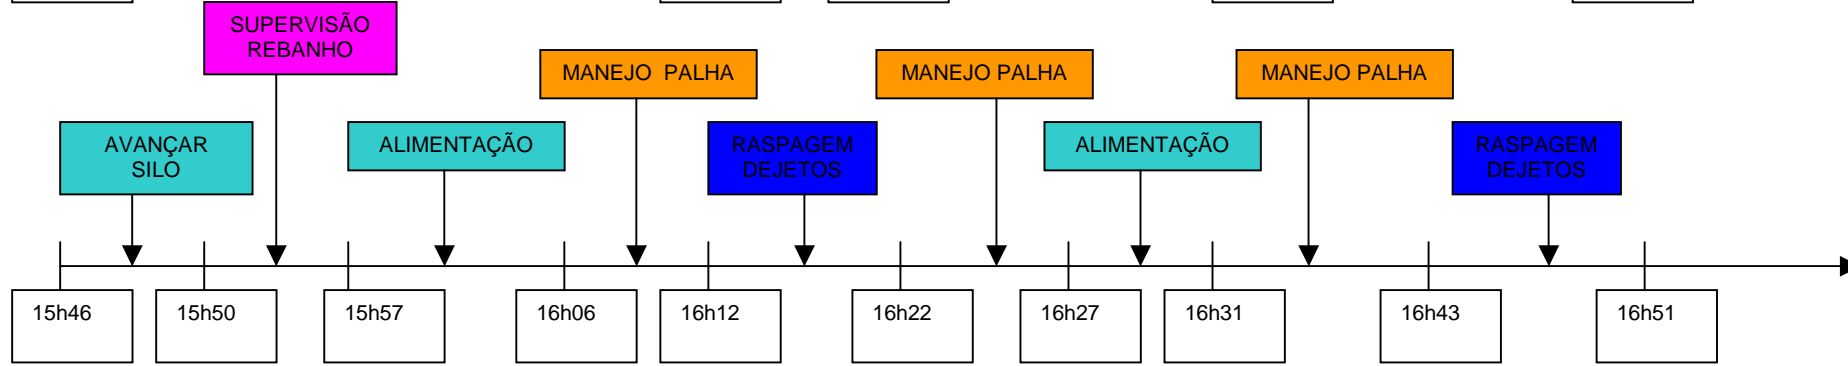 SUPERVISÃO
REBANHO
MANEJO  PALHA
MANEJO PALHA
MANEJO PALHA
AVANÇAR
SILO
ALIMENTAÇÃO
RASPAGEM
DEJETOS
ALIMENTAÇÃO
RASPAGEM
DEJETOS
15h46
15h50
15h57
16h06
16h12
16h22
16h27
16h31
16h43
16h51